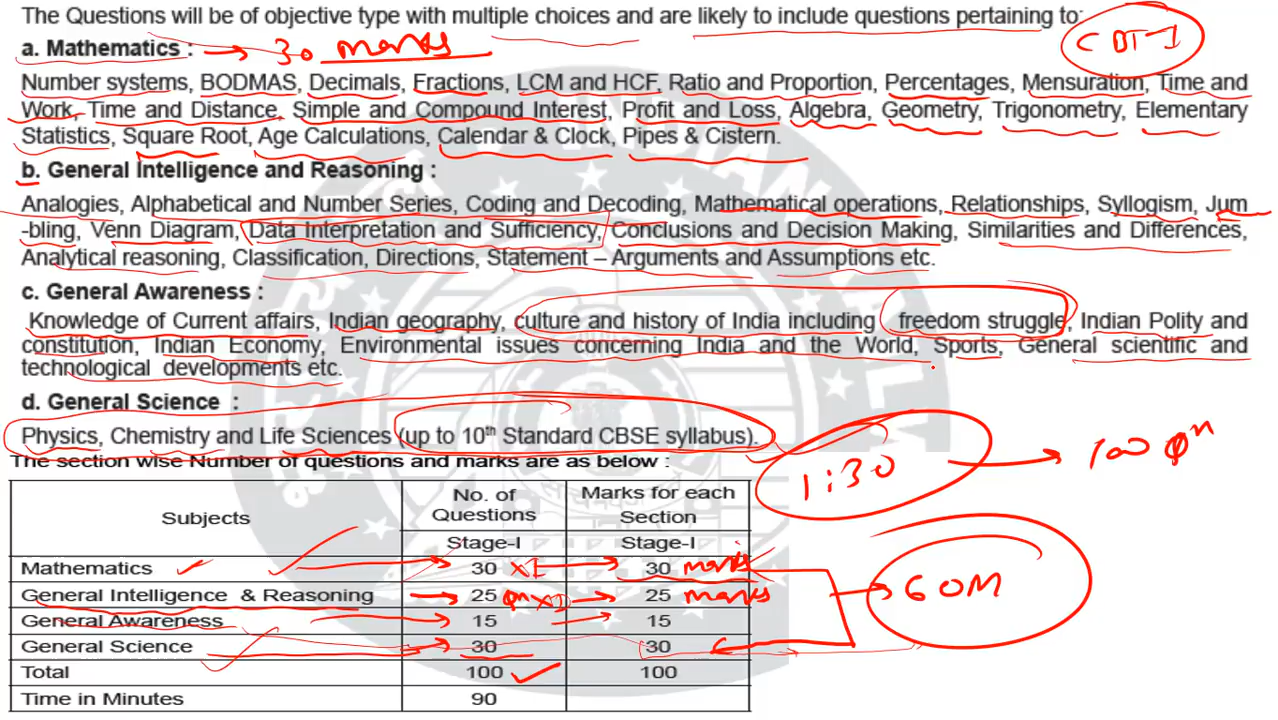 The Questions will be of objective type with multiple choices and are likely to include questions pertaining to:
CBT-I
a. Mathematics : → 30 marks
Number systems, BODMAS, Decimals, Fractions, LCM and HCF, Ratio and Proportion, Percentages, Mensuration, Time and
Work, Time and Distance, Simple and Compound Interest, Profit and Loss, Algebra, Geometry, Trigonometry, Elementary
Statistics, Square Root, Age Calculations, Calendar & Clock, Pipes & Cistern.
b. General Intelligence and Reasoning :
Analogies, Alphabetical and Number Series, Coding and Decoding, Mathematical operations, Relationships, Syllogism, Jum
-bling, Venn Diagram, Data Interpretation and Sufficiency, Conclusions and Decision Making, Similarities and Differences,
Analytical reasoning, Classification, Directions, Statement – Arguments and Assumptions etc.
c. General Awareness :
Knowledge of Current affairs, Indian geography, culture and history of India including freedom struggle, Indian Polity and
constitution, Indian Economy, Environmental issues concerning India and the World, Sports, General scientific and
technological developments etc.
d. General Science :
Physics, Chemistry and Life Sciences (up to 10th Standard CBSE syllabus).
1:30 → 100 Qn
The section wise Number of questions and marks are as below :
Subjects No. of Questions Marks for each Section
Stage-I Stage-I
Mathematics 30 x1 30 marks
General Intelligence & Reasoning 25 Qn x1 25 marks
60M
General Awareness 15 15
General Science 30 30
Total 100 100
Time in Minutes 90